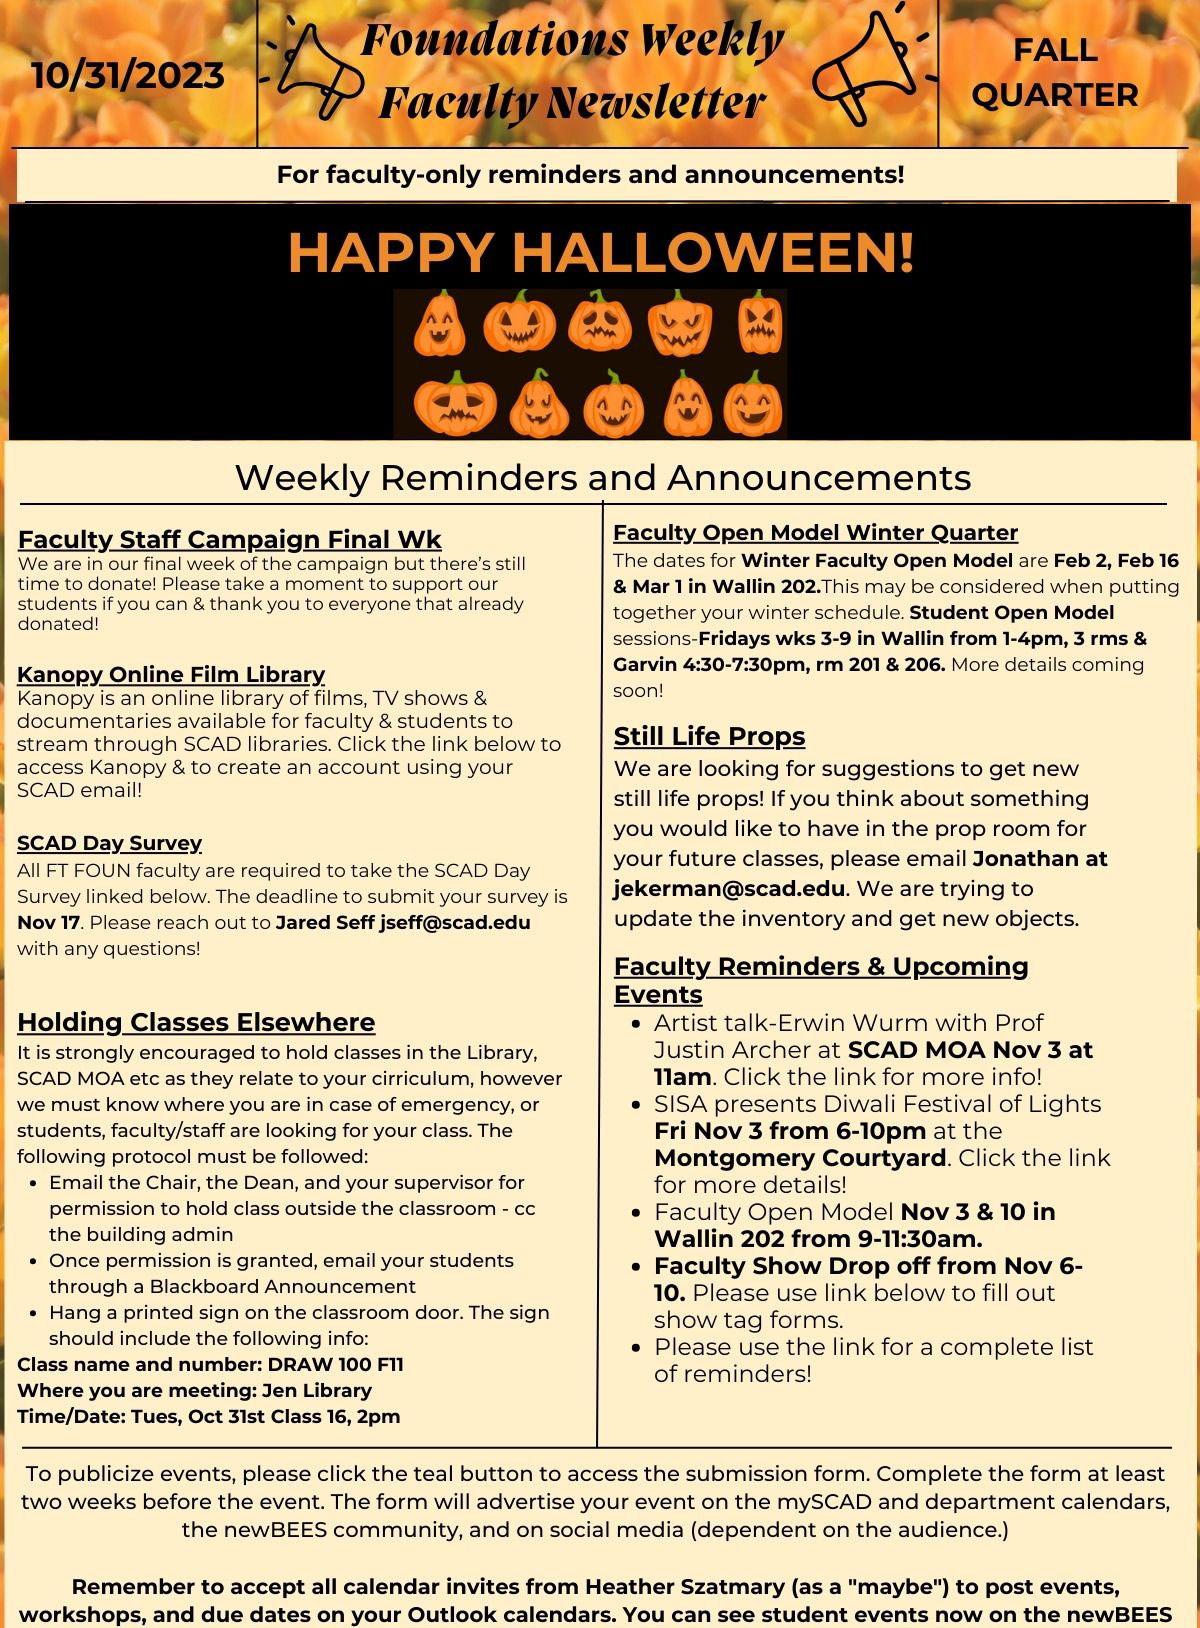 10/31/2023
Foundations Weekly
Faculty Newsletter
FALL
QUARTER
For faculty-only reminders and announcements!
HAPPY HALLOWEEN!
Weekly Reminders and Announcements
Faculty Staff Campaign Final Wk
We are in our final week of the campaign but there's still
time to donate! Please take a moment to support our
students if you can & thank you to everyone that already
donated!
Kanopy Online Film Library
Kanopy is an online library of films, TV shows &
documentaries available for faculty & students to
stream through SCAD libraries. Click the link below to
access Kanopy & to create an account using your
SCAD email!
SCAD Day Survey
All FT FOUN faculty are required to take the SCAD Day
Survey linked below. The deadline to submit your survey is
Nov 17. Please reach out to Jared Seff jseff@scad.edu
with any questions!
Holding Classes Elsewhere
It is strongly encouraged to hold classes in the Library,
SCAD MOA etc as they relate to your cirriculum, however
we must know where you are in case of emergency, or
students, faculty/staff are looking for your class. The
following protocol must be followed:
• Email the Chair, the Dean, and your supervisor for
permission to hold class outside the classroom - cc
the building admin
• Once permission is granted, email your students
through a Blackboard Announcement
• Hang a printed sign on the classroom door. The sign
should include the following info:
Class name and number: DRAW 100 F11
Where you are meeting: Jen Library
Time/Date: Tues, Oct 31st Class 16, 2pm
Faculty Open Model Winter Quarter
The dates for Winter Faculty Open Model are Feb 2, Feb 16
& Mar 1 in Wallin 202.This may be considered when putting
together your winter schedule. Student Open Model
sessions-Fridays wks 3-9 in Wallin from 1-4pm, 3 rms &
Garvin 4:30-7:30pm, rm 201 & 206. More details coming
soon!
Still Life Props
We are looking for suggestions to get new
still life props! If you think about something
you would like to have in the prop room for
your future classes, please email Jonathan at
jekerman@scad.edu. We are trying to
update the inventory and get new objects.
Faculty Reminders & Upcoming
Events
• Artist talk-Erwin Wurm with Prof
Justin Archer at SCAD MOA Nov 3 at
11am. Click the link for more info!
• SISA presents Diwali Festival of Lights
Fri Nov 3 from 6-10pm at the
Montgomery Courtyard. Click the link
for more details!
• Faculty Open Model Nov 3 & 10 in
Wallin 202 from 9-11:30am.
• Faculty Show Drop off from Nov 6-
10. Please use link below to fill out
show tag forms.
• Please use the link for a complete list
of reminders!
To publicize events, please click the teal button to access the submission form. Complete the form at least
two weeks before the event. The form will advertise your event on the mySCAD and department calendars,
the newBEES community, and on social media (dependent on the audience.)
Remember to accept all calendar invites from Heather Szatmary (as a "maybe") to post events,
workshops, and due dates on your Outlook calendars. You can see student events now on the newBEES